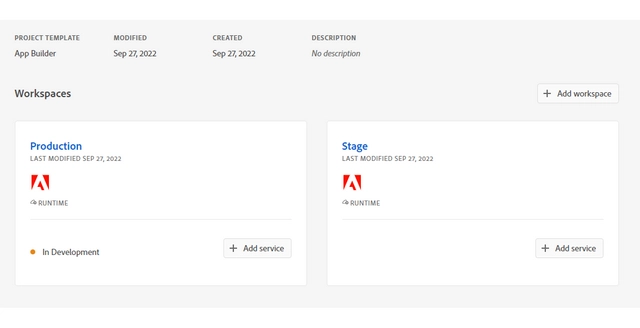 PROJECT TEMPLATE MODIFIED CREATED DESCRIPTION
App Builder Sep 27, 2022 Sep 27, 2022 No description
Workspaces + Add workspace
Production Stage
LAST MODIFIED SEP 27, 2022 LAST MODIFIED SEP 27, 2022
RUNTIME RUNTIME
In Development + Add service + Add service